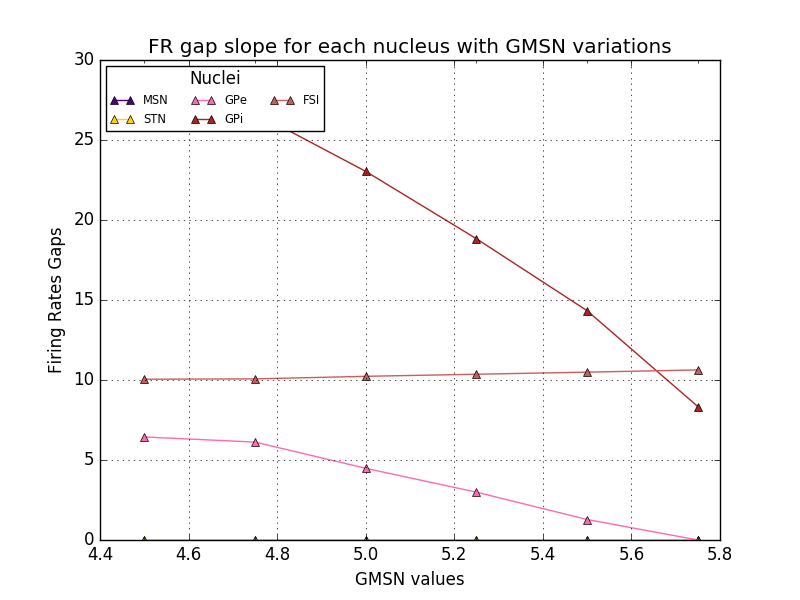 FR gap slope for each nucleus with GMSN variations
Nuclei
MSN GPe FSI
STN GPi
30
25
20
15
10
5
0
Firing Rates Gaps
4.4 4.6 4.8 5.0 5.2 5.4 5.6 5.8
GMSN values